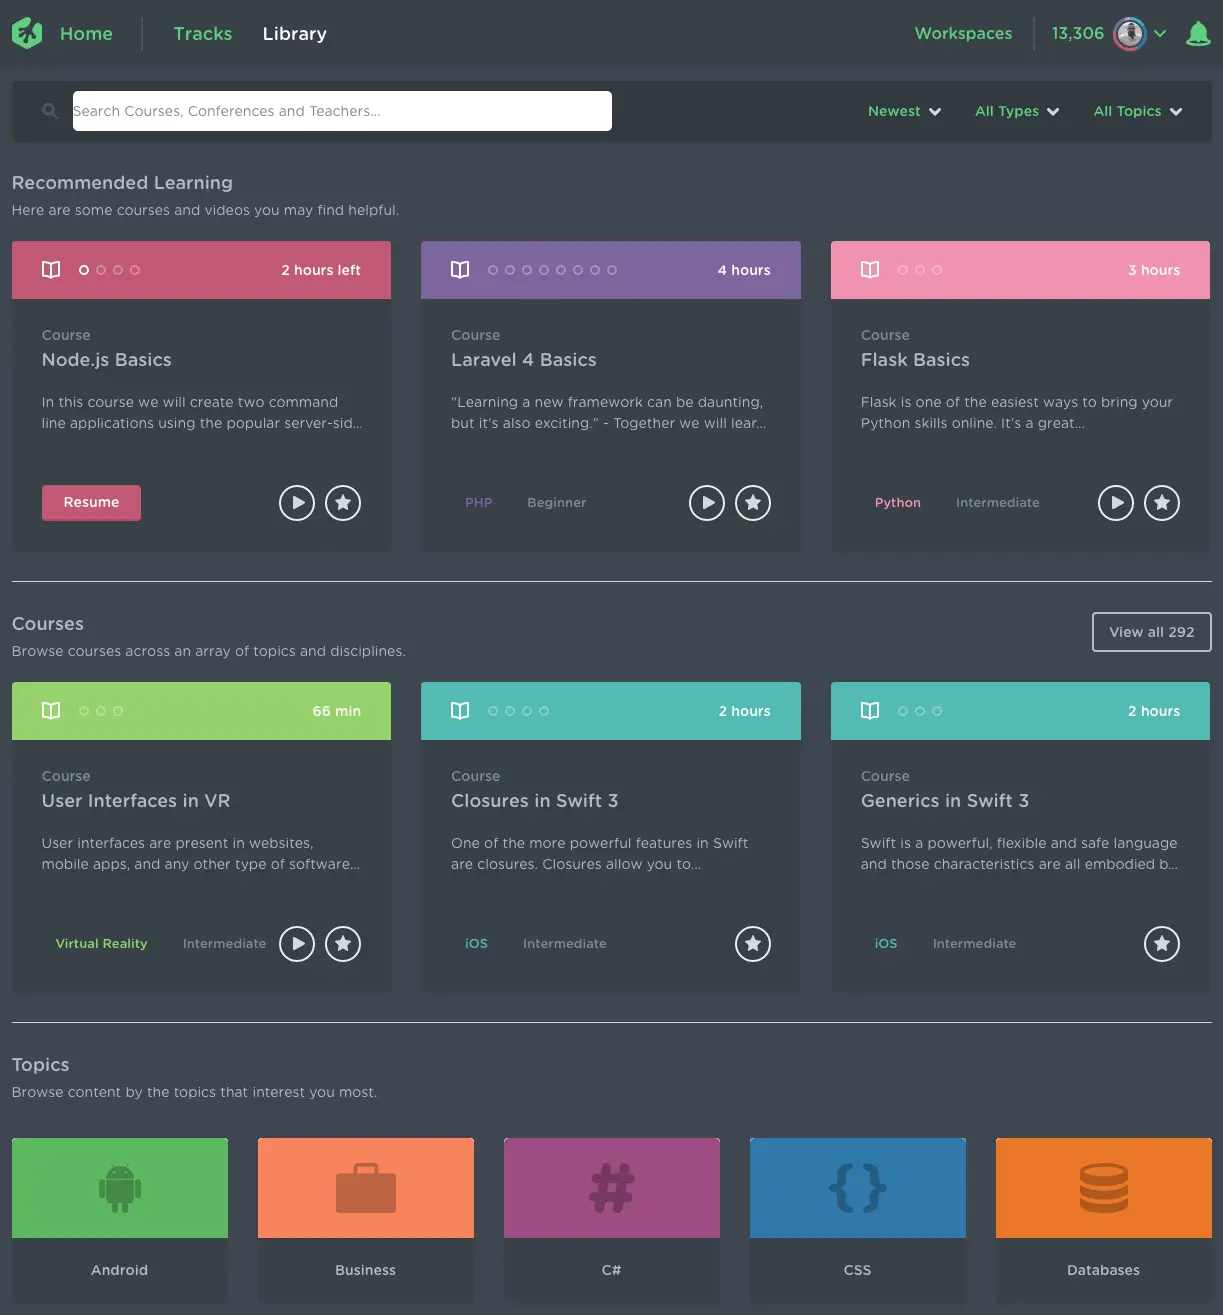 Home
Tracks
Library
Workspaces
13,306
Search Courses, Conferences and Teachers...
Newest
All Types
All Topics
Recommended Learning
Here are some courses and videos you may find helpful.
2 hours left
Course
Node.js Basics
In this course we will create two command
line applications using the popular server-sid...
Resume
4 hours
Course
Laravel 4 Basics
"Learning a new framework can be daunting,
but it's also exciting." - Together we will lear...
PHP
Beginner
3 hours
Course
Flask Basics
Flask is one of the easiest ways to bring your
Python skills online. It's a great...
Python
Intermediate
Courses
Browse courses across an array of topics and disciplines.
View all 292
66 min
Course
User Interfaces in VR
User interfaces are present in websites,
mobile apps, and any other type of software...
Virtual Reality
Intermediate
2 hours
Course
Closures in Swift 3
One of the more powerful features in Swift
are closures. Closures allow you to...
iOS
Intermediate
2 hours
Course
Generics in Swift 3
Swift is a powerful, flexible and safe language
and those characteristics are all embodied b...
iOS
Intermediate
Topics
Browse content by the topics that interest you most.
#
{}
Android
Business
C#
CSS
Databases